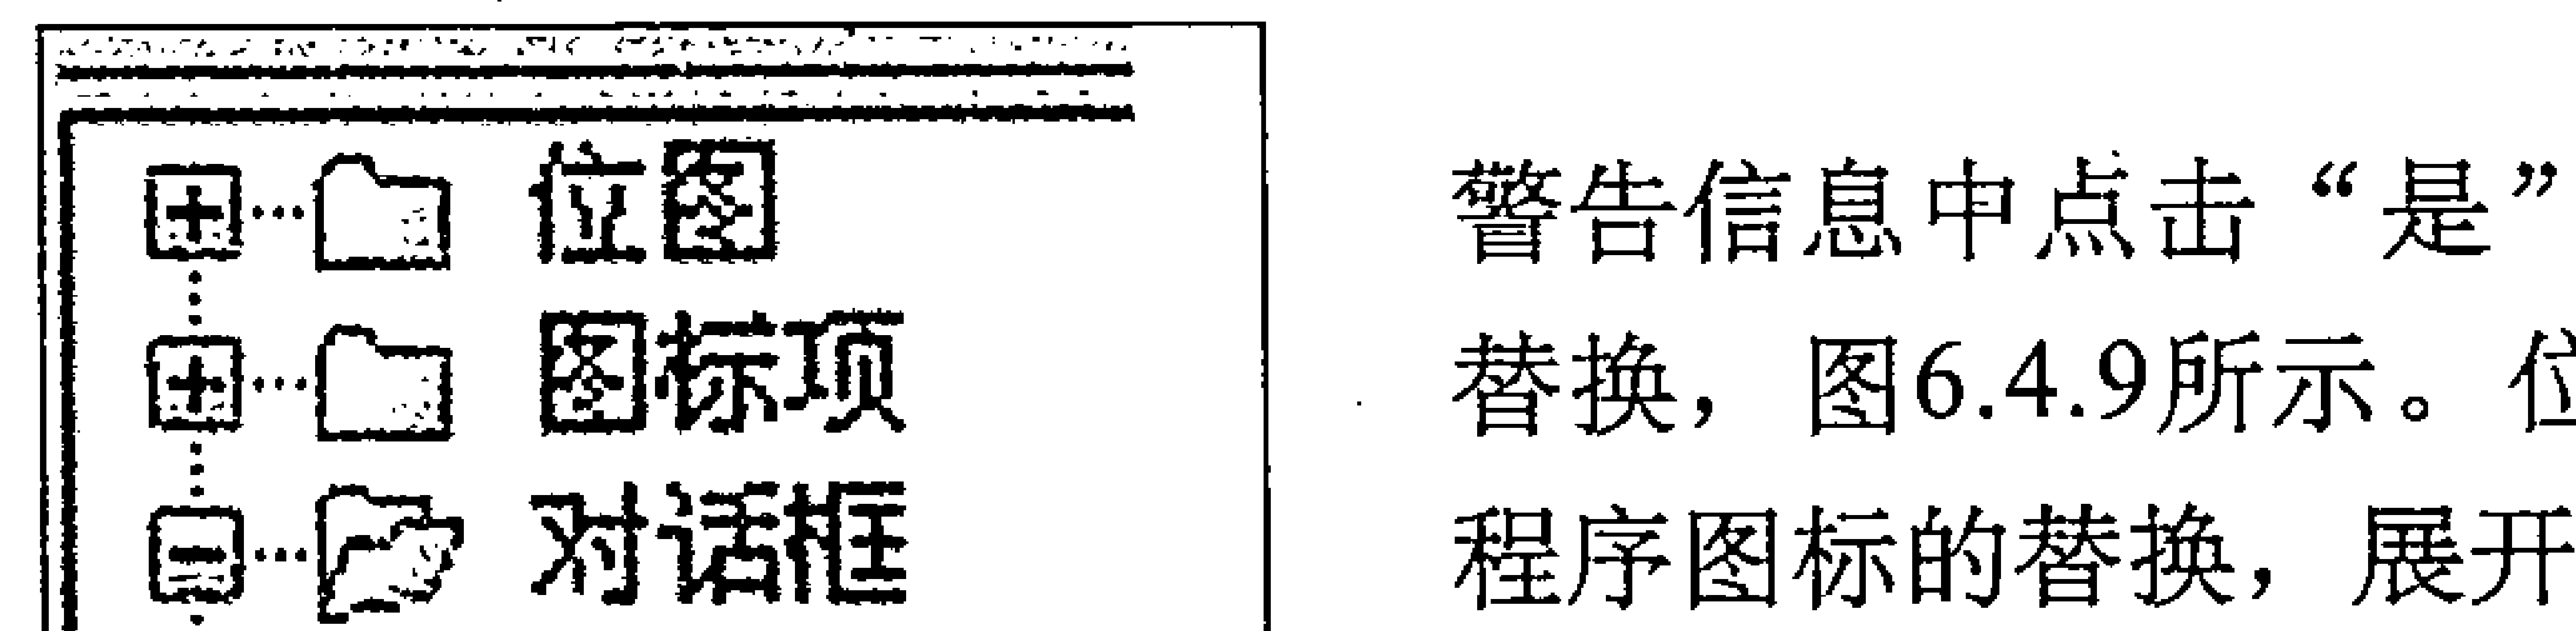 位图
图标项
对话框
警告信息中点击“是”
替换，图6.4.9所示。位
程序图标的替换，展开